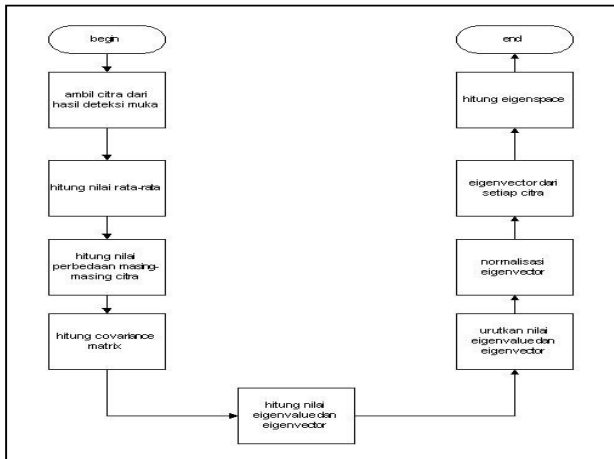 begin
ambil citra dari
hasil deteksi muka
hitung nilai rata-rata
hitung nilai
perbedaan masing-
masing citra
hitung covariance
matrix
hitung nilai
eigenvalue dan
eigenvector
urutkan nilai
eigenvalue dan
eigenvector
normalisasi
eigenvector
eigenvector dari
setiap citra
hitung eigenspace
end